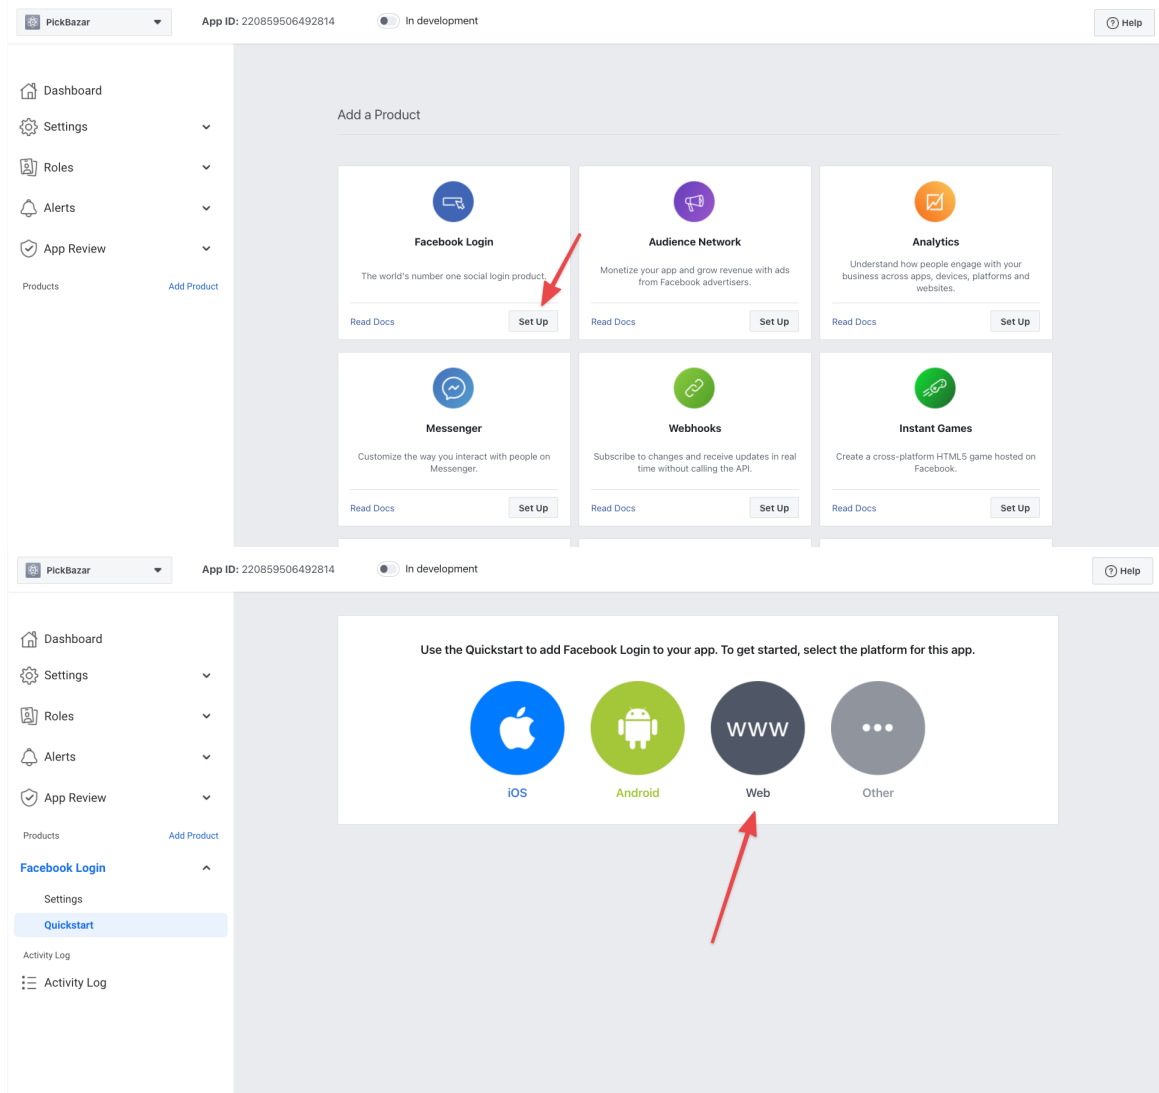 PickBazar
App ID: 220859506492814
In development
Help
Dashboard
Settings
Roles
Alerts
App Review
Products
Add Product
Add a Product
Facebook Login
The world's number one social login product.
Read Docs
Set Up
Audience Network
Monetize your app and grow revenue with ads
from Facebook advertisers.
Read Docs
Set Up
Analytics
Understand how people engage with your
business across apps, devices, platforms and
websites.
Read Docs
Set Up
Messenger
Customize the way you interact with people on
Messenger.
Read Docs
Set Up
Webhooks
Subscribe to changes and receive updates in real
time without calling the API.
Read Docs
Set Up
Instant Games
Create a cross-platform HTML5 game hosted on
Facebook.
Read Docs
Set Up
PickBazar
App ID: 220859506492814
In development
Help
Dashboard
Settings
Roles
Alerts
App Review
Products
Add Product
Facebook Login
Settings
Quickstart
Activity Log
Activity Log
Use the Quickstart to add Facebook Login to your app. To get started, select the platform for this app.
iOS
Android
www
Web
Other